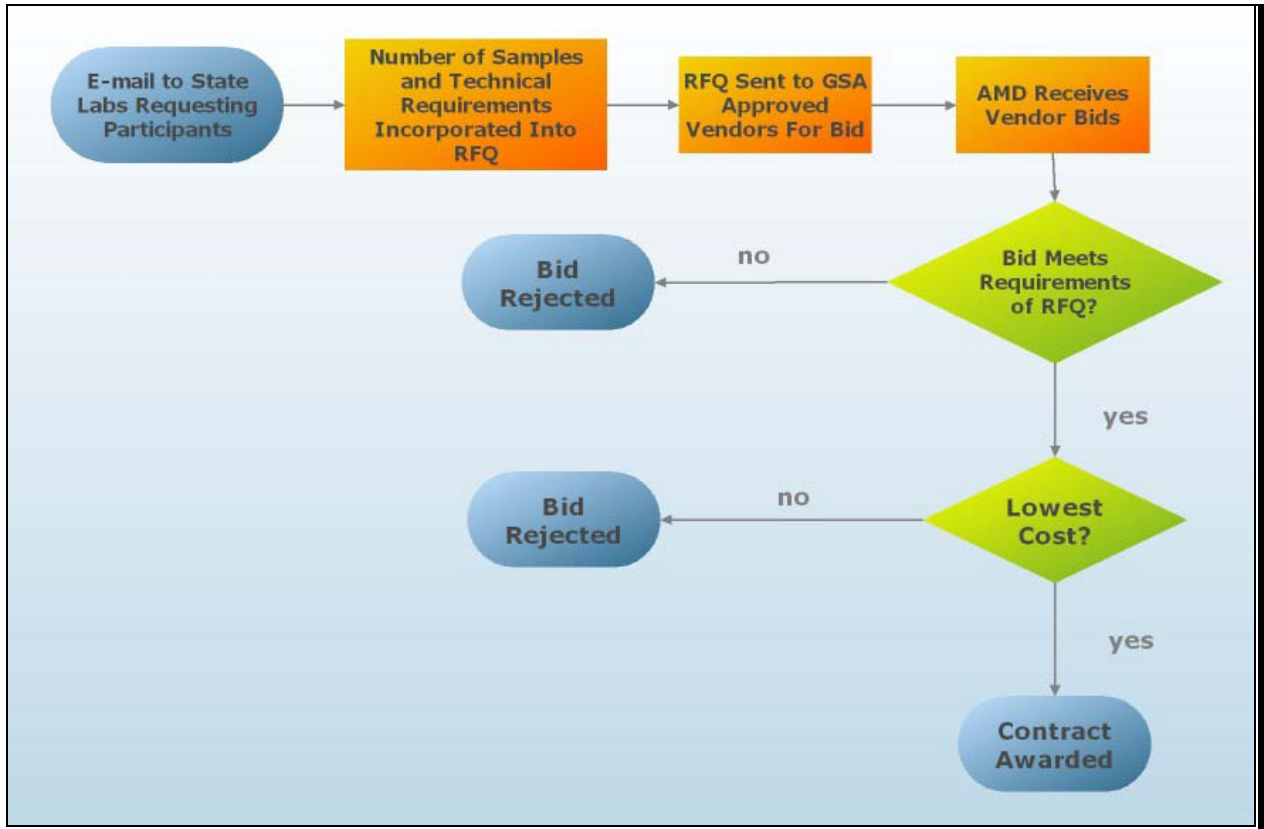 E-mail to State
Labs Requesting
Participants
Number of Samples
and Technical
Requirements
Incorporated Into
RFQ
RFQ Sent to GSA
Approved
Vendors For Bid
AMD Receives
Vendor Bids
Bid Meets
Requirements
of RFQ?
no
Bid
Rejected
yes
Lowest
Cost?
no
Bid
Rejected
yes
Contract
Awarded